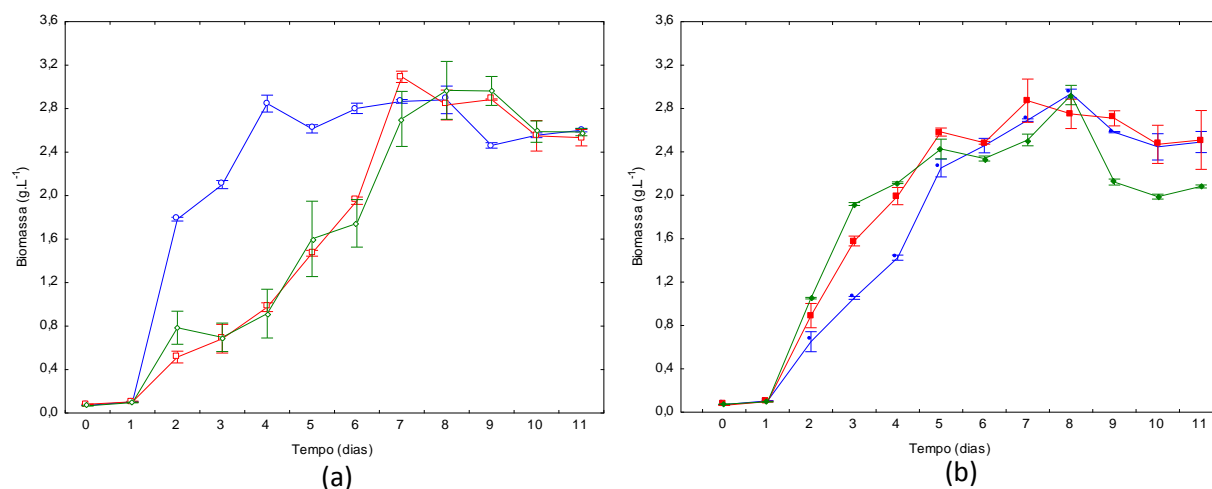 3,6
3,2
2,8
2,4
2,0
1,6
1,2
0,8
0,4
0,0
Biomassa (g.L-1)
0 1 2 3 4 5 6 7 8 9 10 11
Tempo (dias)
(a)
3,6
3,2
2,8
2,4
2,0
1,6
1,2
0,8
0,4
0,0
Biomassa (g.L-1)
0 1 2 3 4 5 6 7 8 9 10 11
Tempo (dias)
(b)